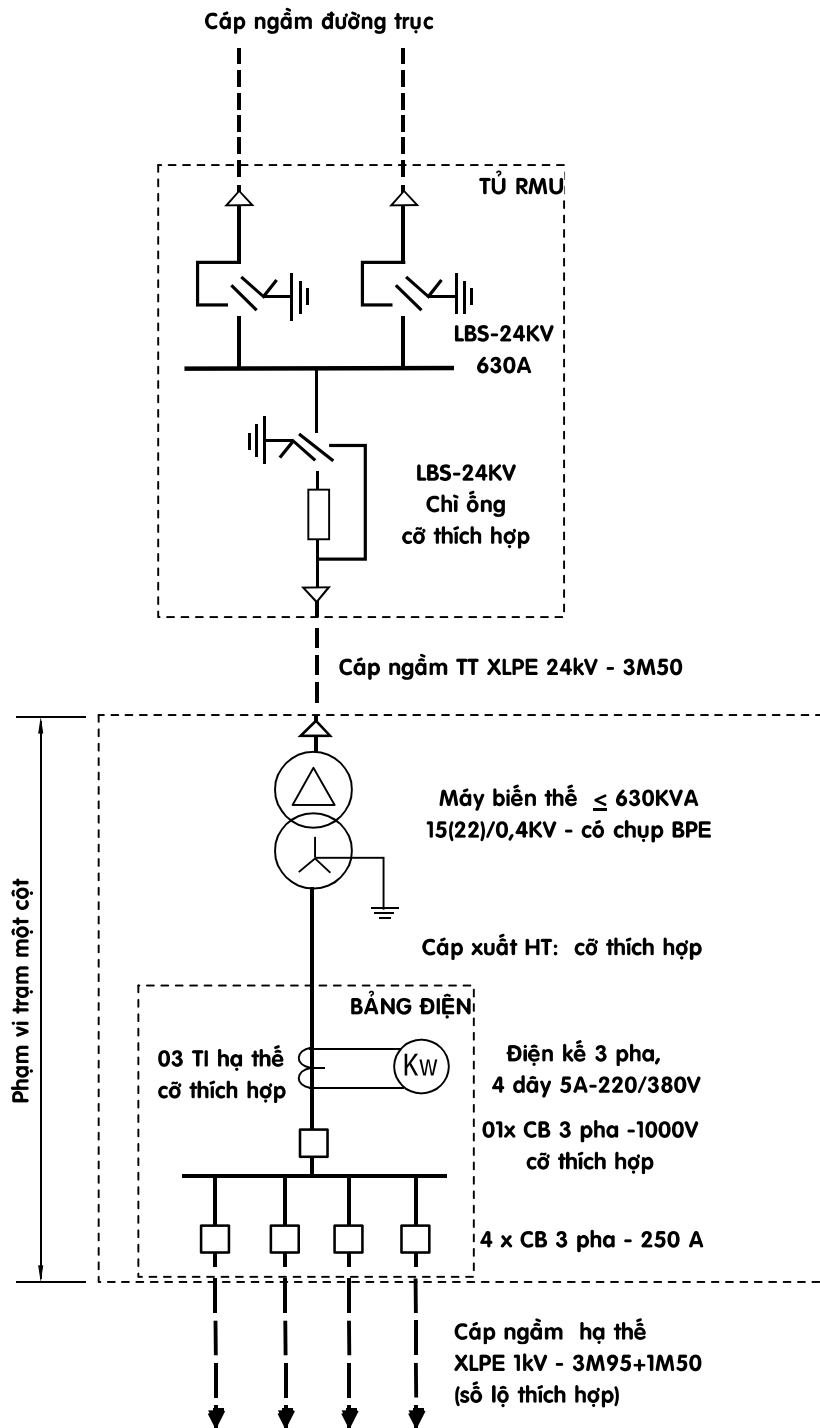 Cáp ngầm đường trục
TỦ RMU
LBS-24KV
630A
LBS-24KV
Chì ống
cỡ thích hợp
Cáp ngầm TT XLPE 24kV - 3M50
Phạm vi trạm một cột
Máy biến thế ≤ 630KVA
15(22)/0,4KV - có chụp BPE
Cáp xuất HT: cỡ thích hợp
BẢNG ĐIỆN
03 TI hạ thế
cỡ thích hợp
Kw
Điện kế 3 pha,
4 dây 5A-220/380V
01x CB 3 pha -1000V
cỡ thích hợp
4 x CB 3 pha - 250 A
Cáp ngầm hạ thế
XLPE 1kV - 3M95+1M50
(số lộ thích hợp)